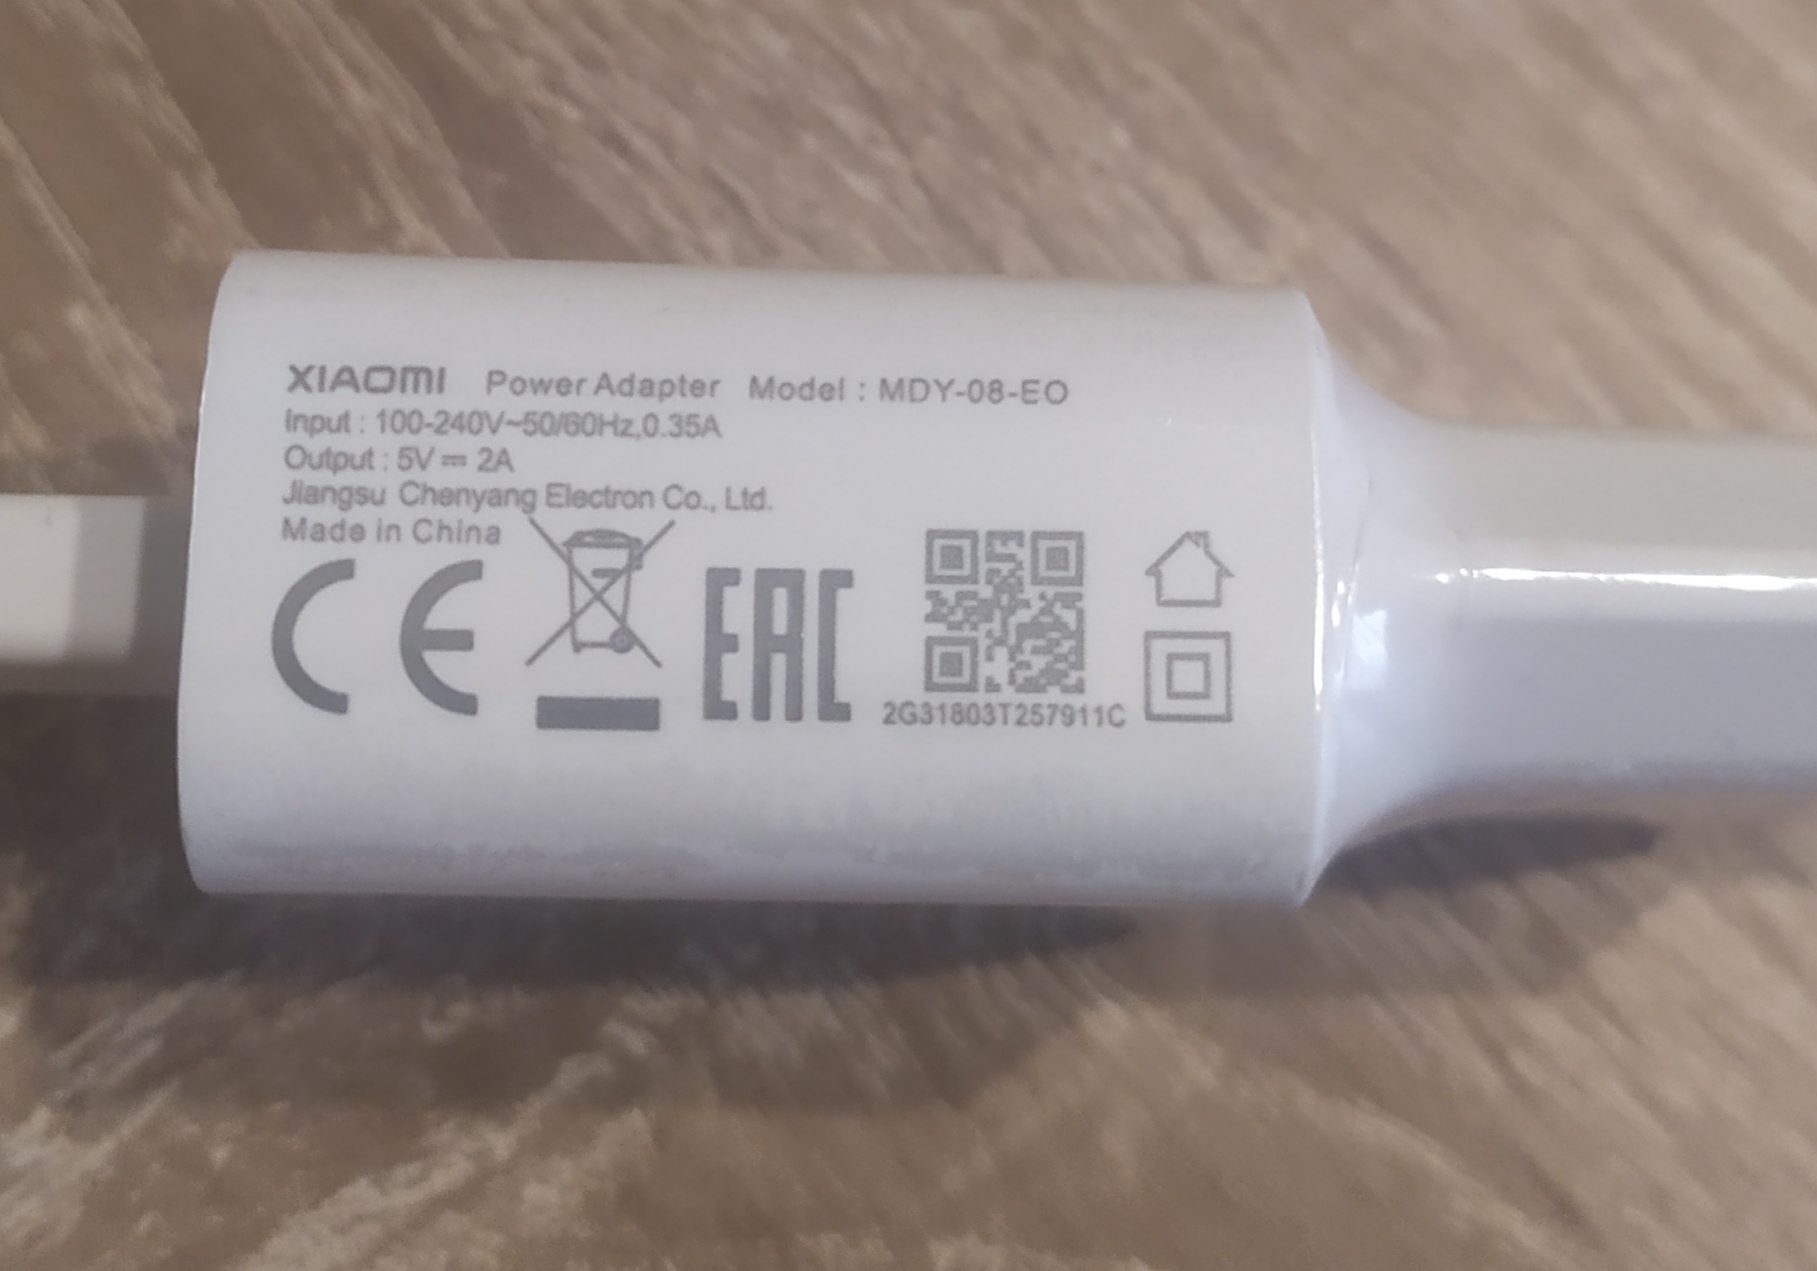 XIAOMI Power Adapter Model : MDY-08-EO
Input : 100-240V~50/60Hz,0.35A
Output : 5V⎓2A
Jiangsu Chenyang Electron Co., Ltd.
Made in China
CE EAC
2G31803T257911C